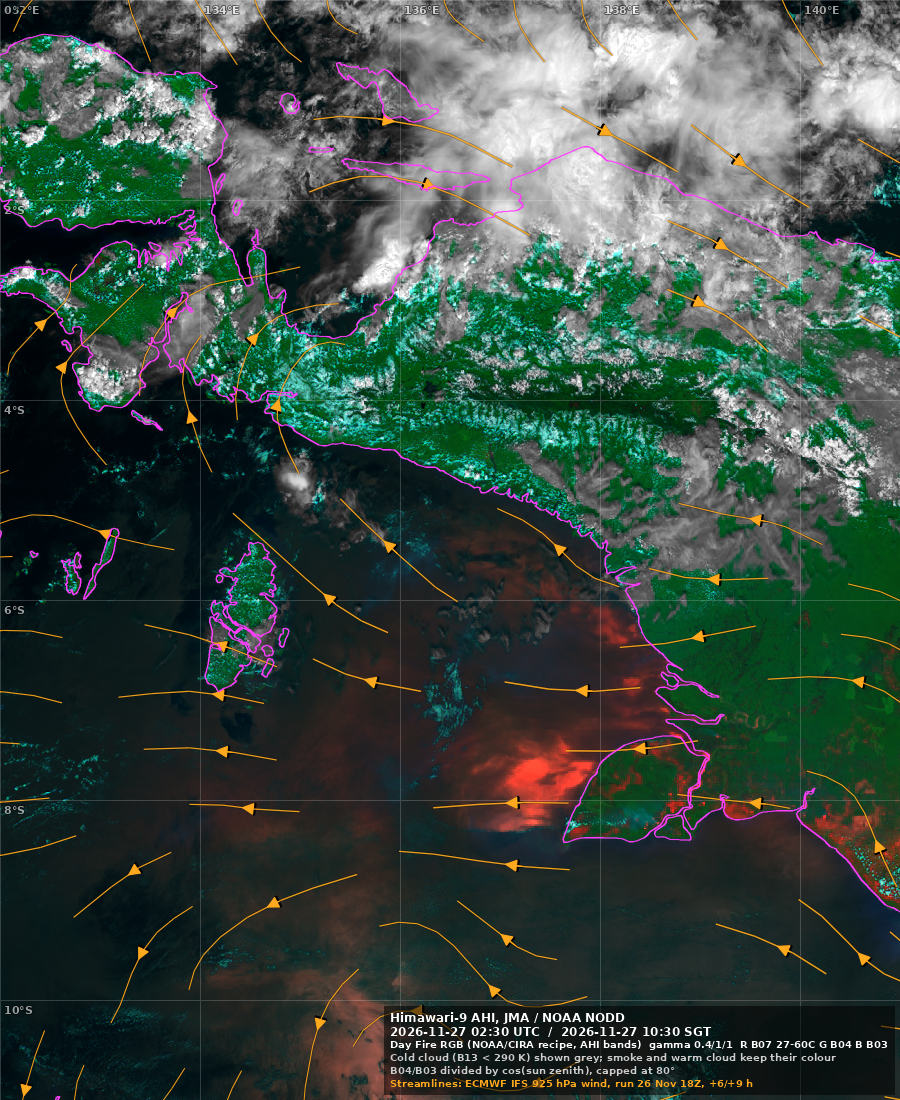 0°
132°E
134°E
136°E
138°E
140°E
2°S
4°S
6°S
8°S
10°S
Himawari-9 AHI, JMA / NOAA NODD
2026-11-27 02:30 UTC / 2026-11-27 10:30 SGT
Day Fire RGB (NOAA/CIRA recipe, AHI bands) gamma 0.4/1/1 R B07 27-60C G B04 B B03
Cold cloud (B13 < 290 K) shown grey; smoke and warm cloud keep their colour
B04/B03 divided by cos(sun zenith), capped at 80°
Streamlines: ECMWF IFS 925 hPa wind, run 26 Nov 18Z, +6/+9 h